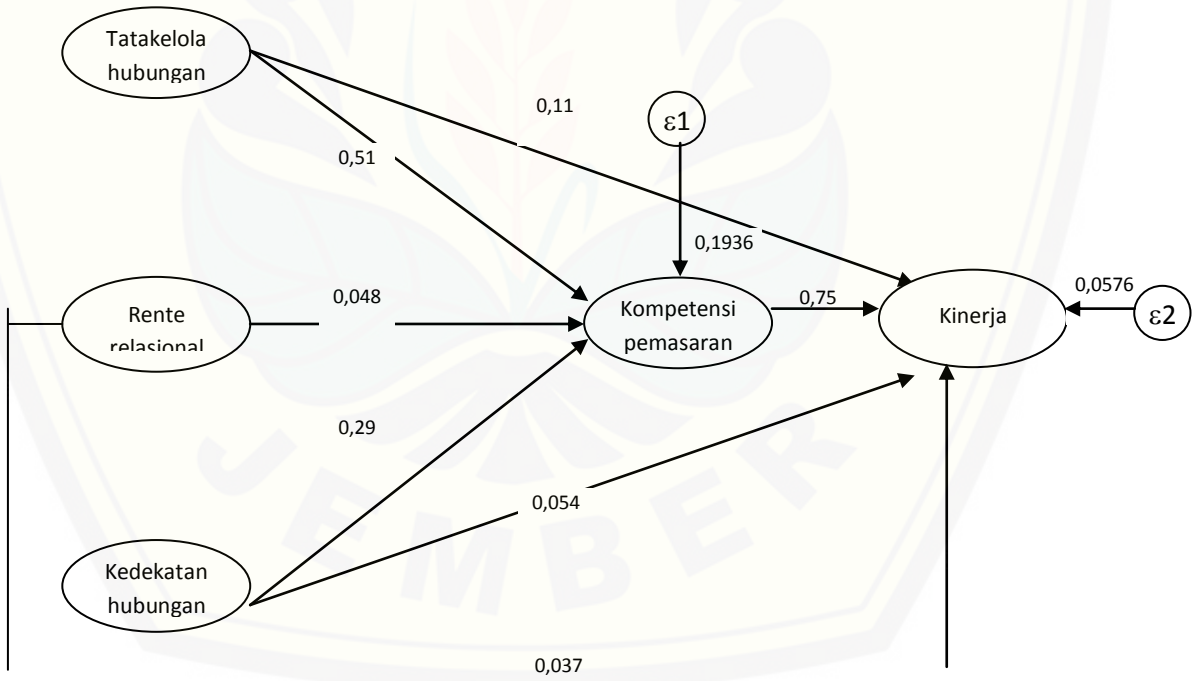 Tatakelola
hubungan
0,11
ε1
0,51
0,1936
Rente
relasional
0,048
Kompetensi
pemasaran
0,75
Kinerja
0,0576
ε2
0,29
0,054
Kedekatan
hubungan
0,037
JEMBER